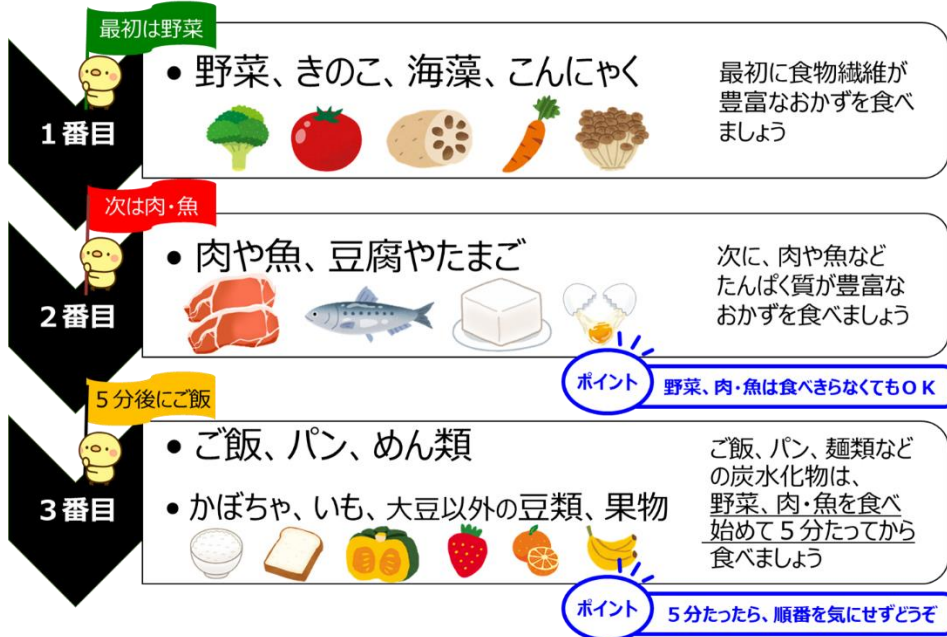 最初は野菜
1番目
• 野菜、きのこ、海藻、こんにゃく
最初に食物繊維が
豊富なおかずを食べ
ましょう
次は肉・魚
2番目
• 肉や魚、豆腐やたまご
次に、肉や魚など
たんぱく質が豊富な
おかずを食べましょう
ポイント
野菜、肉・魚は食べきらなくてもＯＫ
５分後にご飯
3番目
• ご飯、パン、めん類
• かぼちゃ、いも、大豆以外の豆類、果物
ご飯、パン、麺類など
の炭水化物は、
野菜、肉・魚を食べ
始めて５分たってから
食べましょう
ポイント
５分たったら、順番を気にせずどうぞ